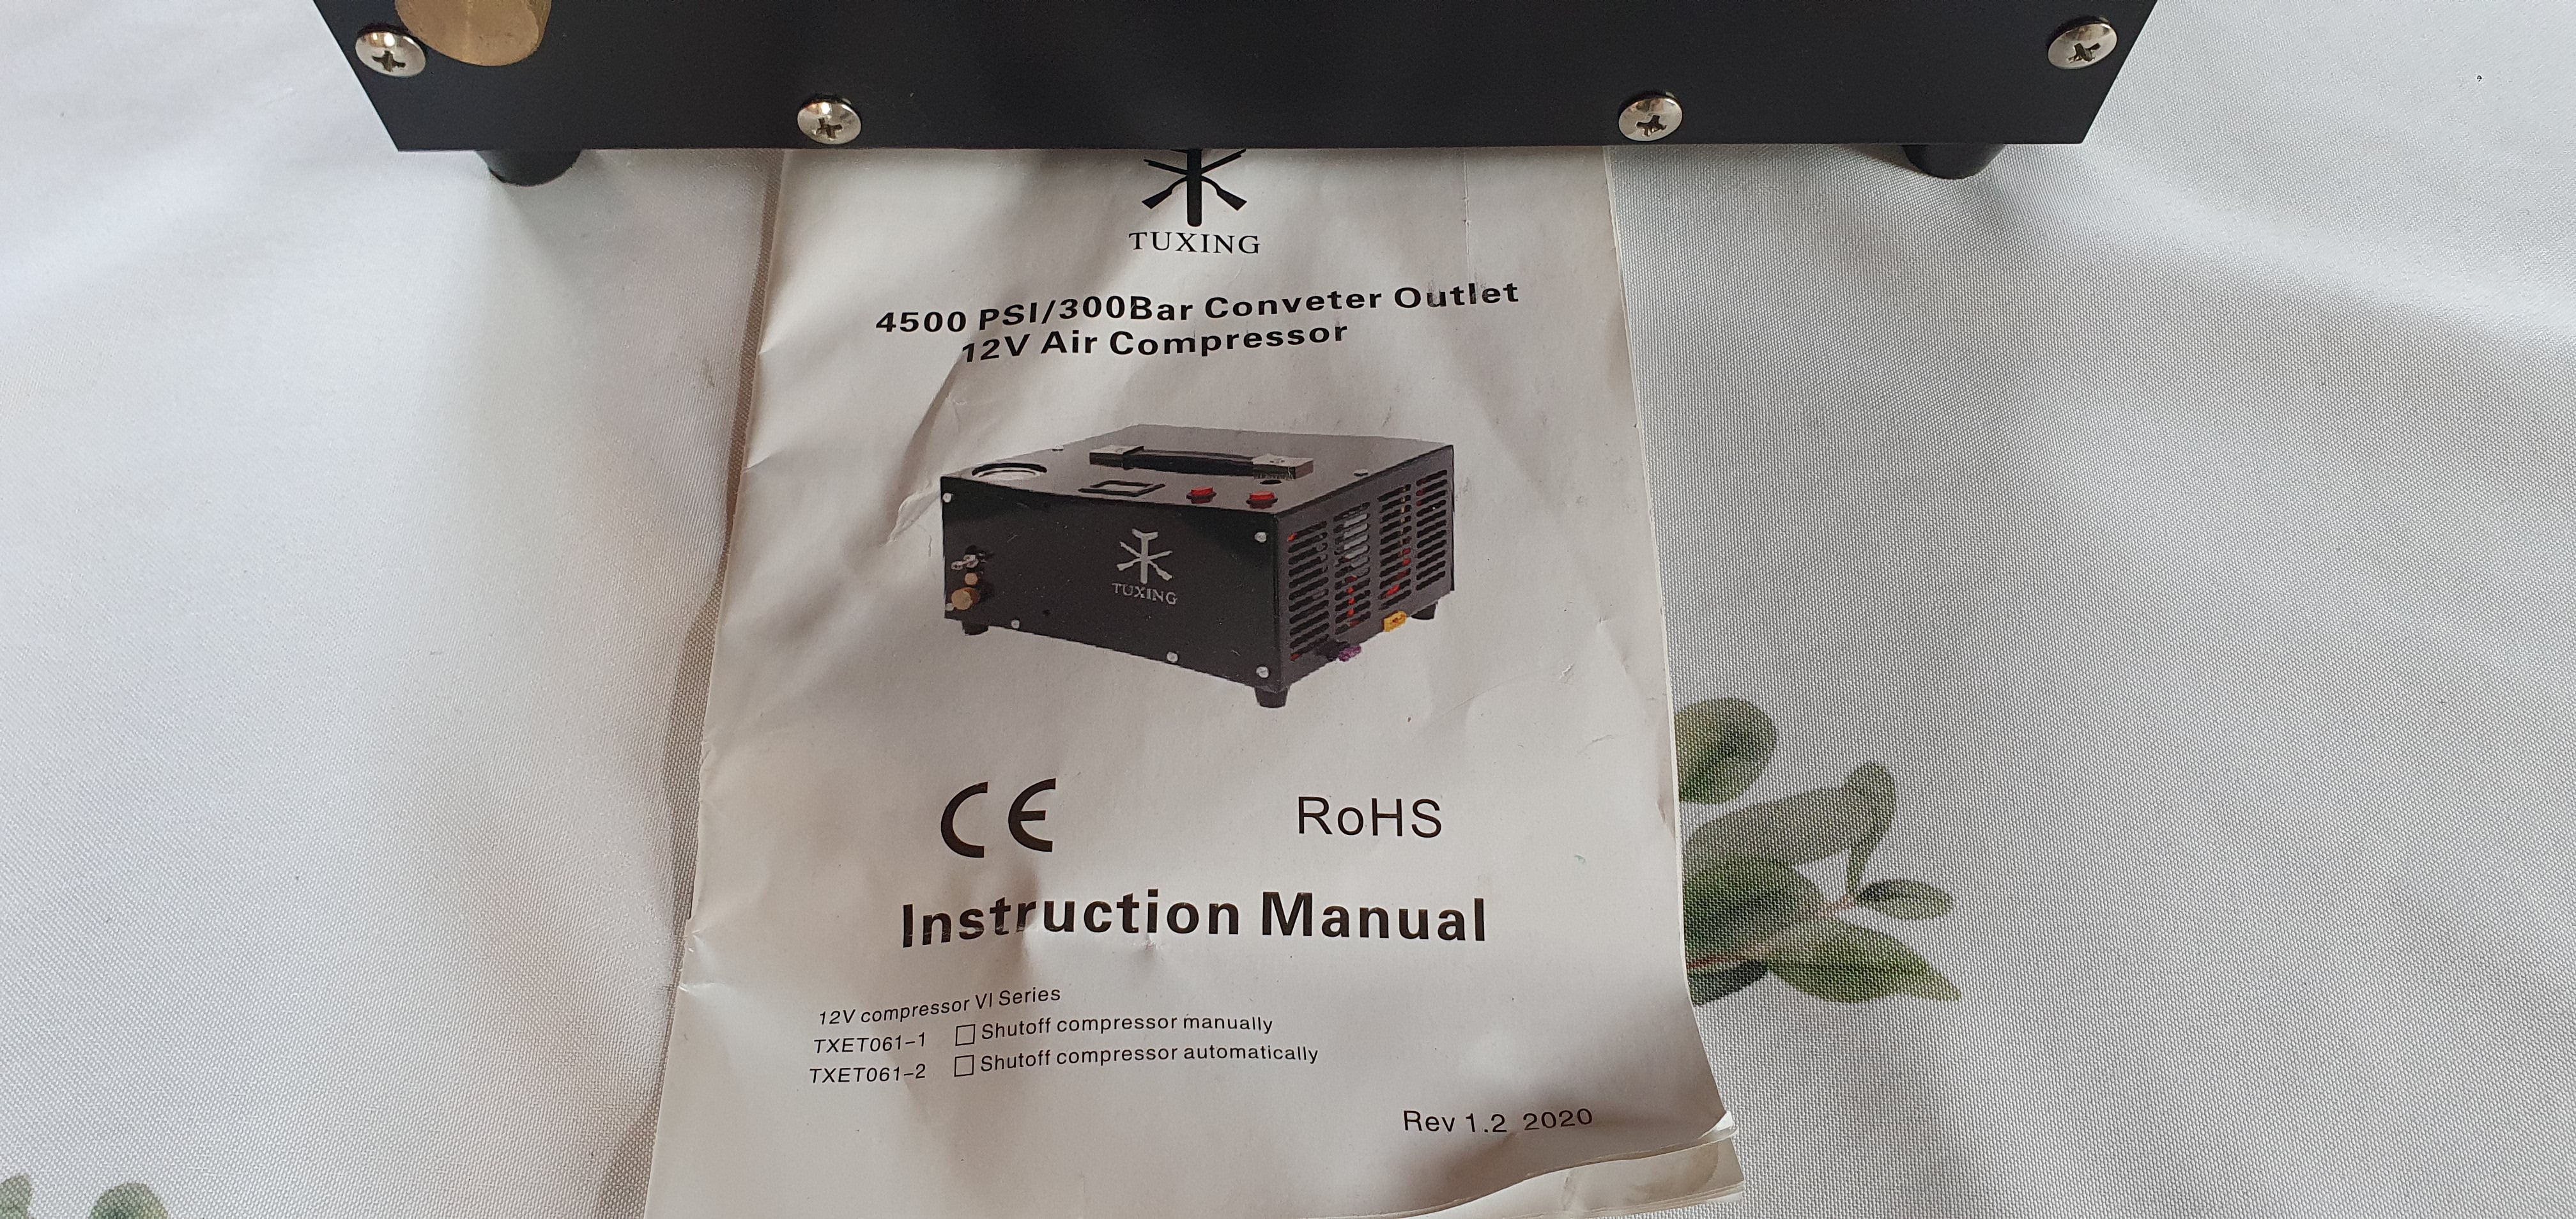 TUXING
4500 PSI/300Bar Conveter Outlet
12V Air Compressor
TUXING
CE
RoHS
Instruction Manual
12V compressor VI Series
TXET061-1 □ Shutoff compressor manually
TXET061-2 □ Shutoff compressor automatically
Rev 1.2 2020